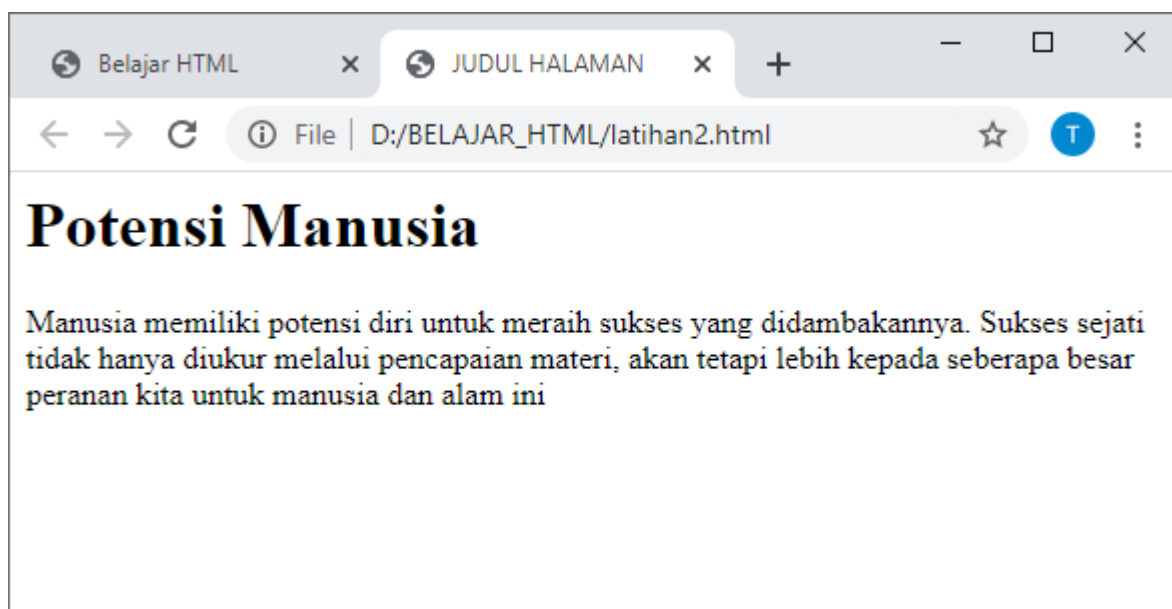 Belajar HTML
JUDUL HALAMAN
File | D:/BELAJAR_HTML/latihan2.html
T
Potensi Manusia
Manusia memiliki potensi diri untuk meraih sukses yang didambakannya. Sukses sejati
tidak hanya diukur melalui pencapaian materi, akan tetapi lebih kepada seberapa besar
peranan kita untuk manusia dan alam ini